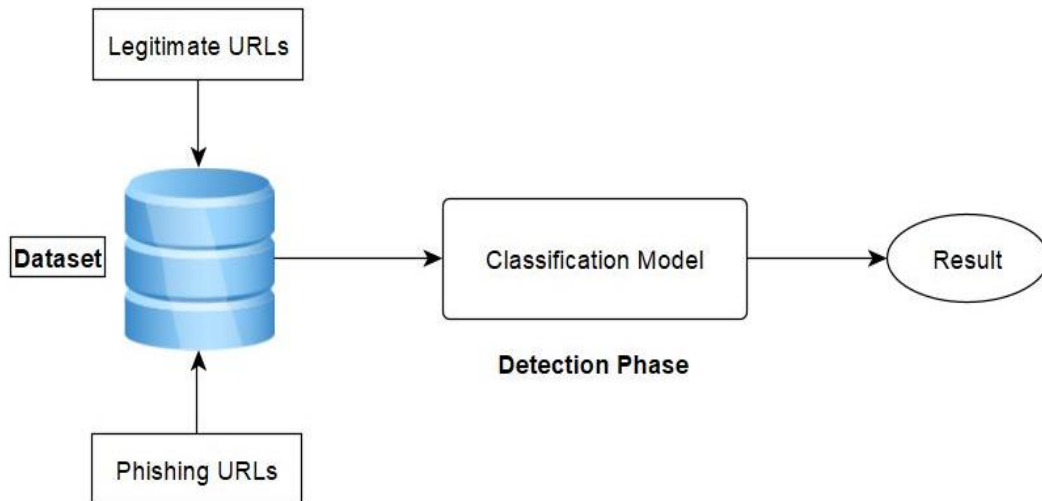 Legitimate URLs
Dataset
Classification Model
Result
Detection Phase
Phishing URLs